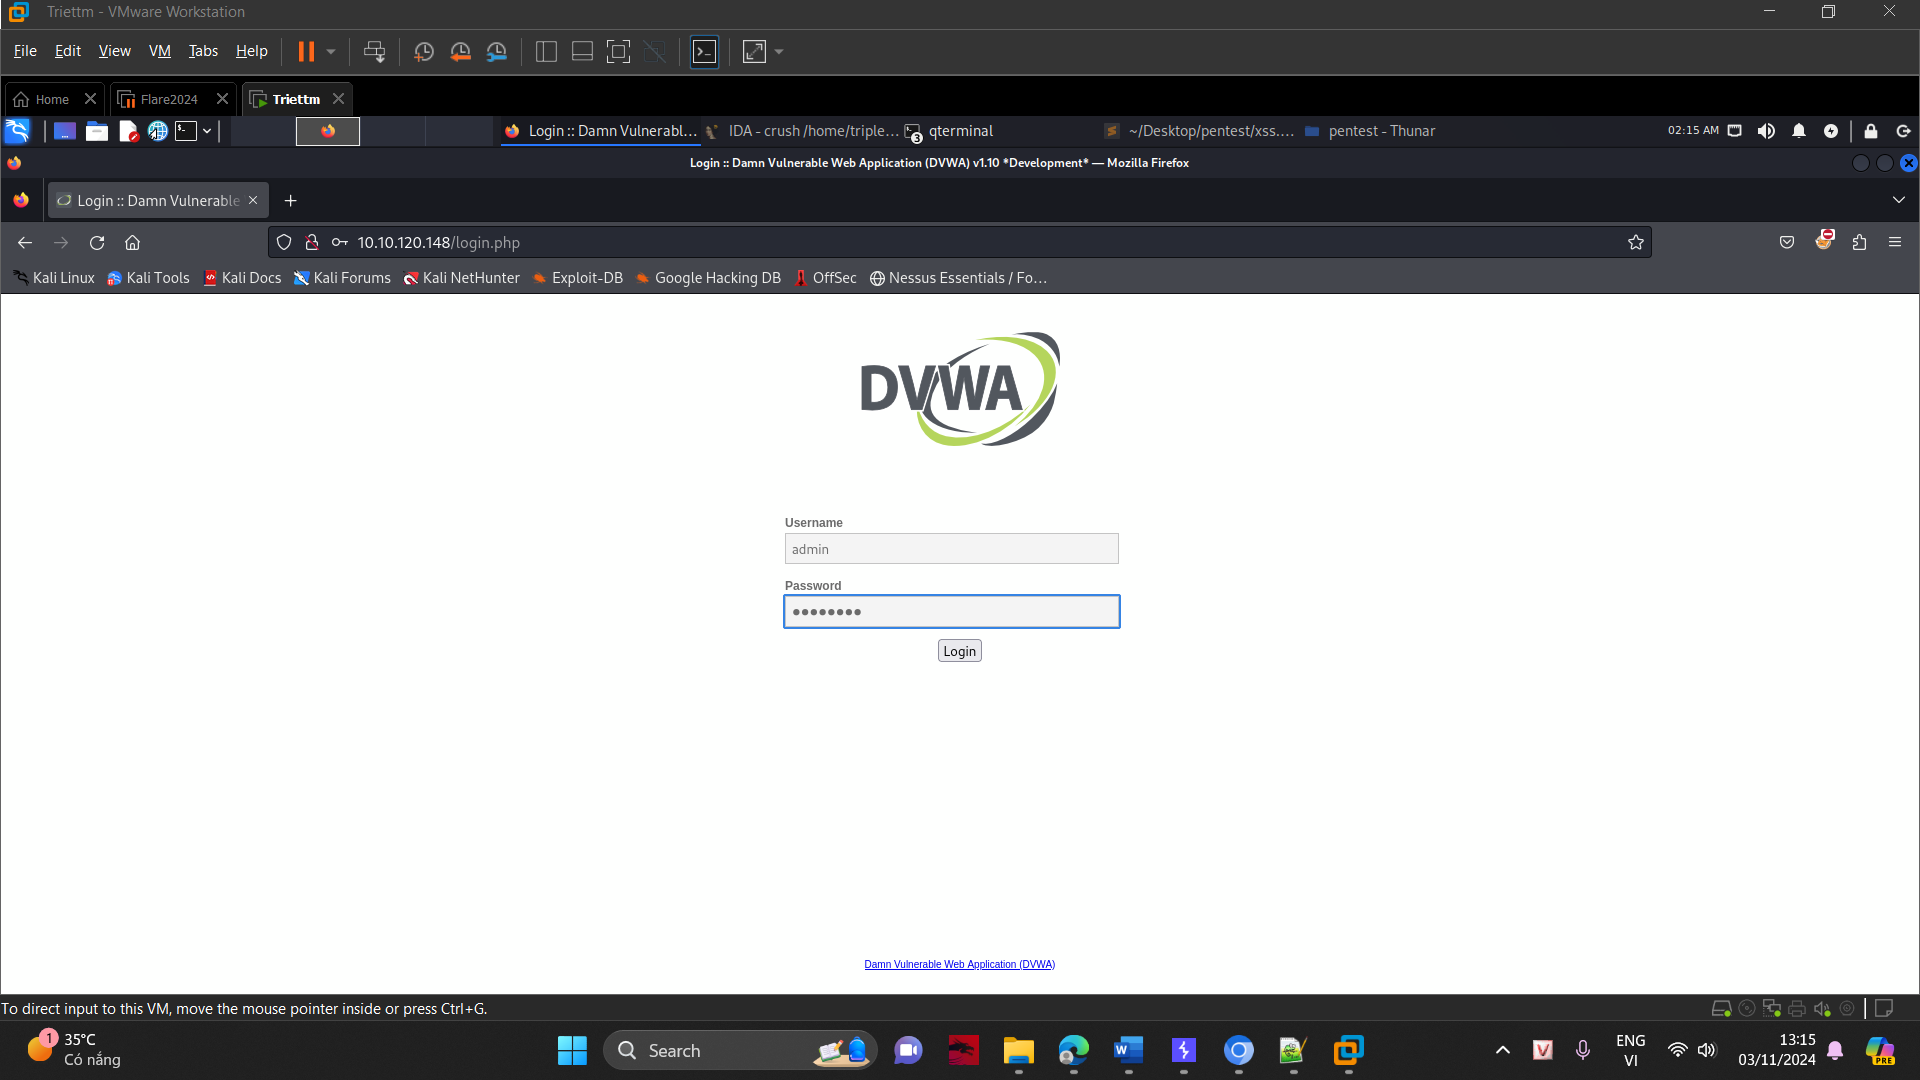 Triettm - VMware Workstation
File Edit View VM Tabs Help
Home Flare2024 Triettm
Login :: Damn Vulnerabl... IDA - crush /home/triple... 3 qterminal ~/Desktop/pentest/xss.... pentest - Thunar 02:15 AM
Login :: Damn Vulnerable Web Application (DVWA) v1.10 *Development* — Mozilla Firefox
Login :: Damn Vulnerable
10.10.120.148/login.php
Kali Linux Kali Tools Kali Docs Kali Forums Kali NetHunter Exploit-DB Google Hacking DB OffSec Nessus Essentials / Fo...
DVWA
Username
admin
Password
Login
Damn Vulnerable Web Application (DVWA)
To direct input to this VM, move the mouse pointer inside or press Ctrl+G.
1 35°C
Có nắng
Search
ENG
VI
13:15
03/11/2024
PRE